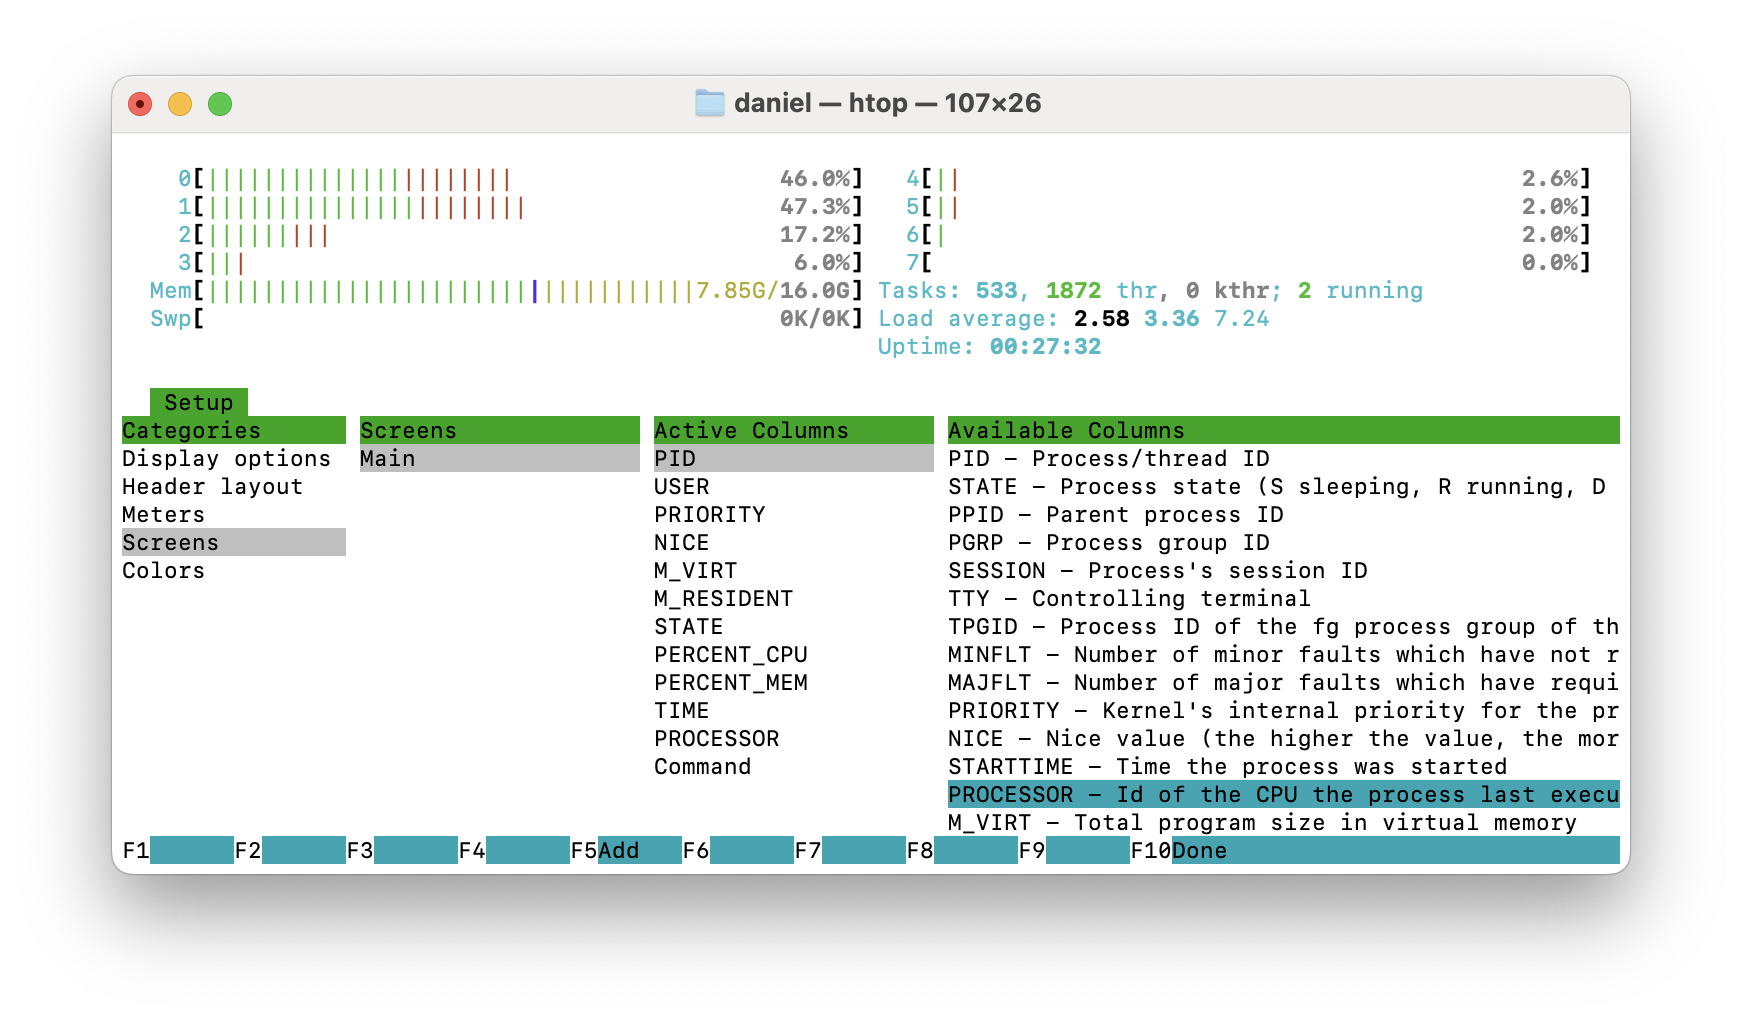 daniel — htop — 107×26
0[||||||||||||||||||||||                   46.0%]   4[||                                        2.6%]
1[|||||||||||||||||||||||                  47.3%]   5[||                                        2.0%]
2[|||||||||                                17.2%]   6[|                                         2.0%]
3[|||                                       6.0%]   7[                                          0.0%]
Mem[|||||||||||||||||||||||||||||||||||7.85G/16.0G] Tasks: 533, 1872 thr, 0 kthr; 2 running
Swp[                                         0K/0K] Load average: 2.58 3.36 7.24
Uptime: 00:27:32
Setup
Categories Screens Active Columns Available Columns
Display options Main PID PID - Process/thread ID
Header layout USER STATE - Process state (S sleeping, R running, D
Meters PRIORITY PPID - Parent process ID
Screens NICE PGRP - Process group ID
Colors M_VIRT SESSION - Process's session ID
M_RESIDENT TTY - Controlling terminal
STATE TPGID - Process ID of the fg process group of th
PERCENT_CPU MINFLT - Number of minor faults which have not r
PERCENT_MEM MAJFLT - Number of major faults which have requi
TIME PRIORITY - Kernel's internal priority for the pr
PROCESSOR NICE - Nice value (the higher the value, the mor
Command STARTTIME - Time the process was started
PROCESSOR - Id of the CPU the process last execu
M_VIRT - Total program size in virtual memory
F1 F2 F3 F4 F5Add F6 F7 F8 F9 F10Done